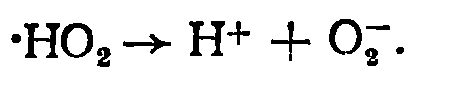 ·HO₂ → H⁺ + O₂⁻.